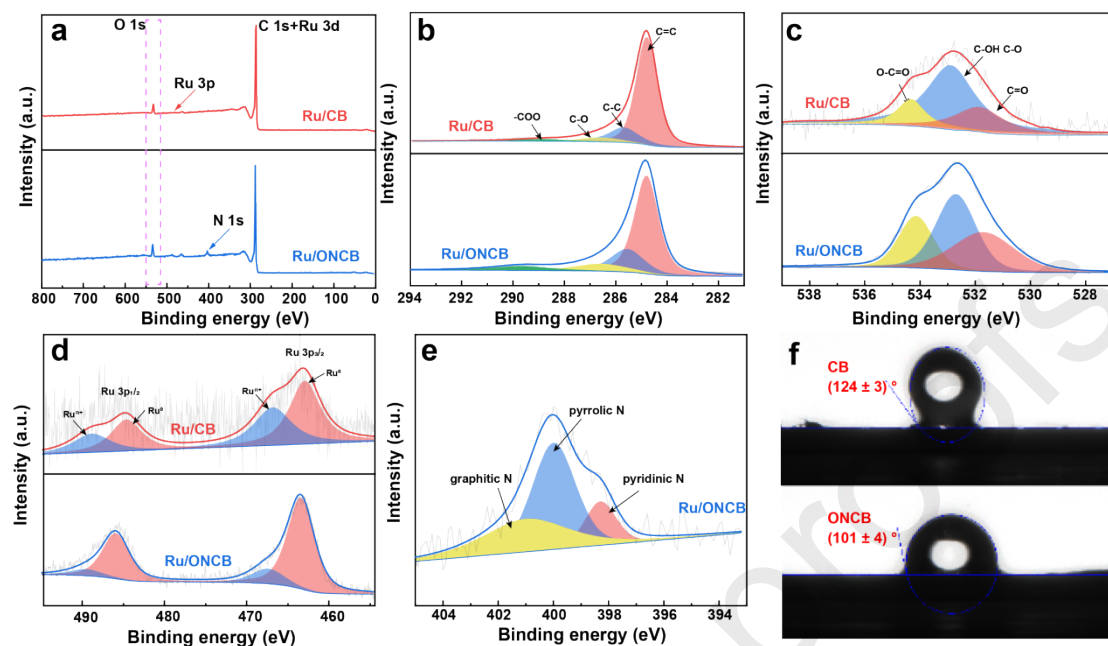 a
O 1s
C 1s+Ru 3d
Ru 3p
Ru/CB
N 1s
Ru/ONCB
Intensity (a.u.)
800 700 600 500 400 300 200 100 0
Binding energy (eV)
b
C=C
C-C
C-O
-COO
Ru/CB
Ru/ONCB
Intensity (a.u.)
294 292 290 288 286 284 282
Binding energy (eV)
c
O-C=O
C-OH C-O
C=O
Ru/CB
Ru/ONCB
Intensity (a.u.)
538 536 534 532 530 528
Binding energy (eV)
d
Ru 3p₃/₂
Ru 3p₁/₂
Ruⁿ⁺
Ru⁰
Ruⁿ⁺
Ru⁰
Ru/CB
Ru/ONCB
Intensity (a.u.)
490 480 470 460
Binding energy (eV)
e
pyrrolic N
graphitic N
pyridinic N
Ru/ONCB
Intensity (a.u.)
404 402 400 398 396 394
Binding energy (eV)
f
CB
(124 ± 3) °
ONCB
(101 ± 4) °